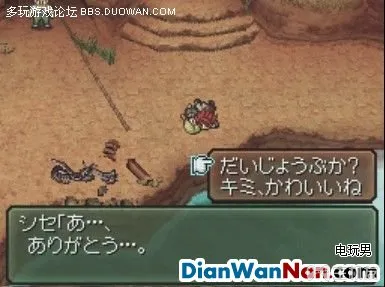 多玩游戏论坛 BBS.DUOWAN.COM
だいじょうぶか?
キミ、かわいいね
シセ「あ…、
ありがとう…。
电玩男
DianWanNan.com